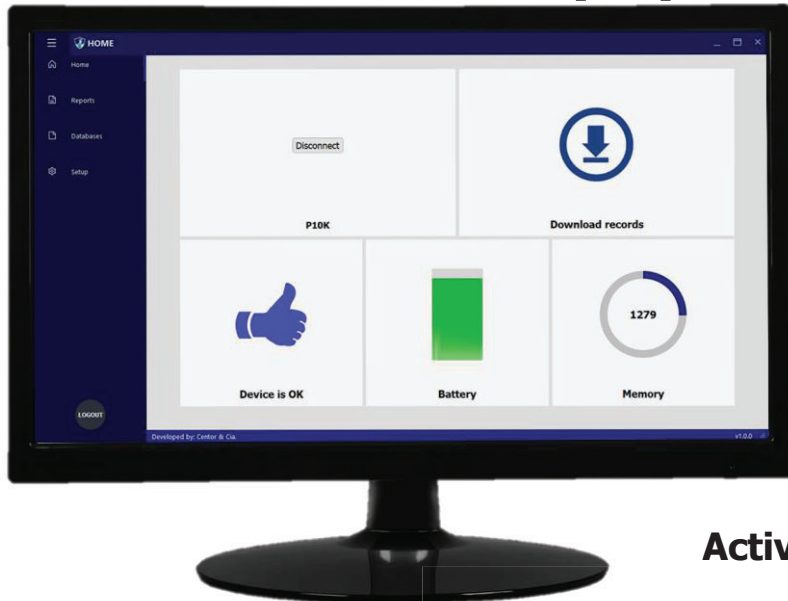 HOME
Home
Reports
Databases
Setup
LOGOUT
Disconnect
P10K
Download records
Device is OK
Battery
1279
Memory
Developed by: Centor & Cia.
v1.0.0
Activ